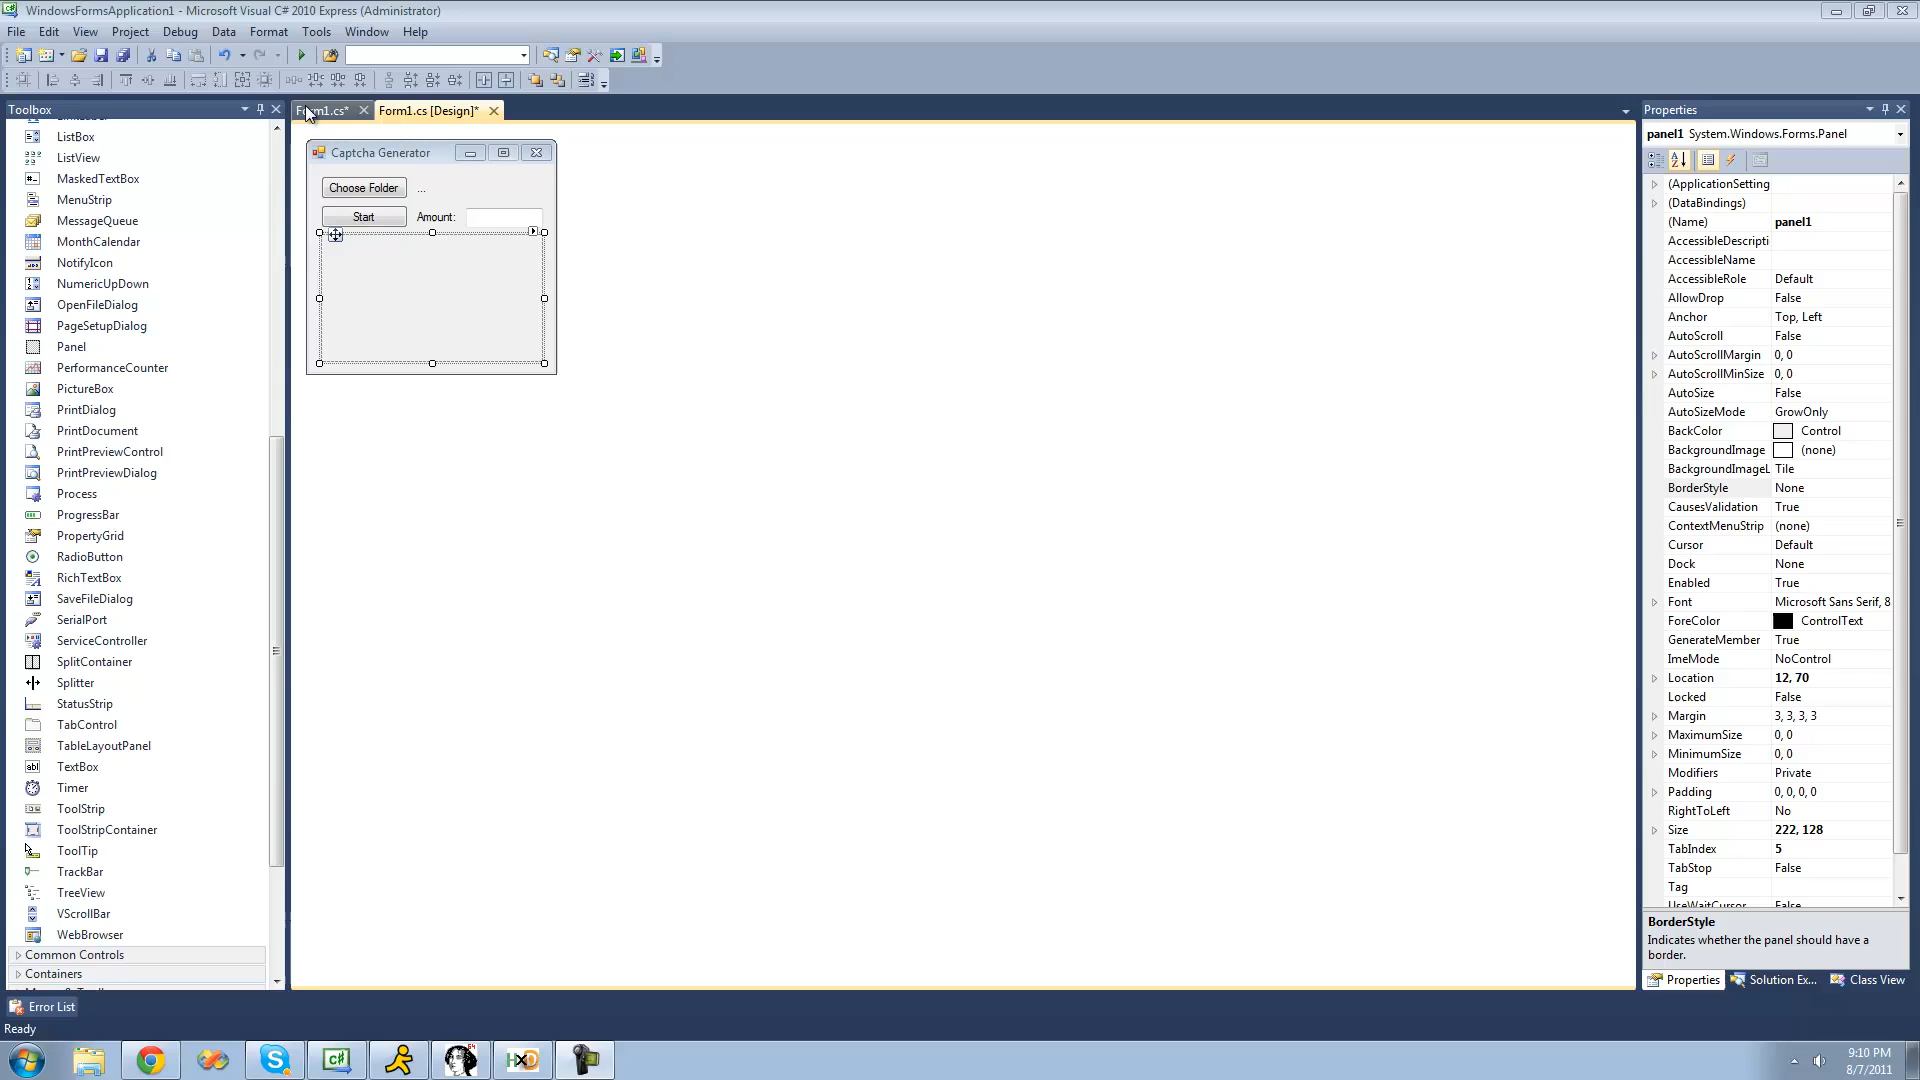 WindowsFormsApplication1 - Microsoft Visual C# 2010 Express (Administrator)
File Edit View Project Debug Data Format Tools Window Help
Toolbox
Form1.cs*
Form1.cs [Design]*
Properties
ListBox
ListView
MaskedTextBox
MenuStrip
MessageQueue
MonthCalendar
NotifyIcon
NumericUpDown
OpenFileDialog
PageSetupDialog
Panel
PerformanceCounter
PictureBox
PrintDialog
PrintDocument
PrintPreviewControl
PrintPreviewDialog
Process
ProgressBar
PropertyGrid
RadioButton
RichTextBox
SaveFileDialog
SerialPort
ServiceController
SplitContainer
Splitter
StatusStrip
TabControl
TableLayoutPanel
TextBox
Timer
ToolStrip
ToolStripContainer
ToolTip
TrackBar
TreeView
VScrollBar
WebBrowser
Common Controls
Containers
Captcha Generator
Choose Folder ...
Start Amount:
panel1 System.Windows.Forms.Panel
(ApplicationSetting
(DataBindings)
(Name) panel1
AccessibleDescripti
AccessibleName
AccessibleRole Default
AllowDrop False
Anchor Top, Left
AutoScroll False
AutoScrollMargin 0, 0
AutoScrollMinSize 0, 0
AutoSize False
AutoSizeMode GrowOnly
BackColor Control
BackgroundImage (none)
BackgroundImageL Tile
BorderStyle None
CausesValidation True
ContextMenuStrip (none)
Cursor Default
Dock None
Enabled True
Font Microsoft Sans Serif, 8
ForeColor ControlText
GenerateMember True
ImeMode NoControl
Location 12, 70
Locked False
Margin 3, 3, 3, 3
MaximumSize 0, 0
MinimumSize 0, 0
Modifiers Private
Padding 0, 0, 0, 0
RightToLeft No
Size 222, 128
TabIndex 5
TabStop False
Tag
UseWaitCursor False
BorderStyle
Indicates whether the panel should have a
border.
Properties Solution Ex... Class View
Error List
Ready
9:10 PM
8/7/2011